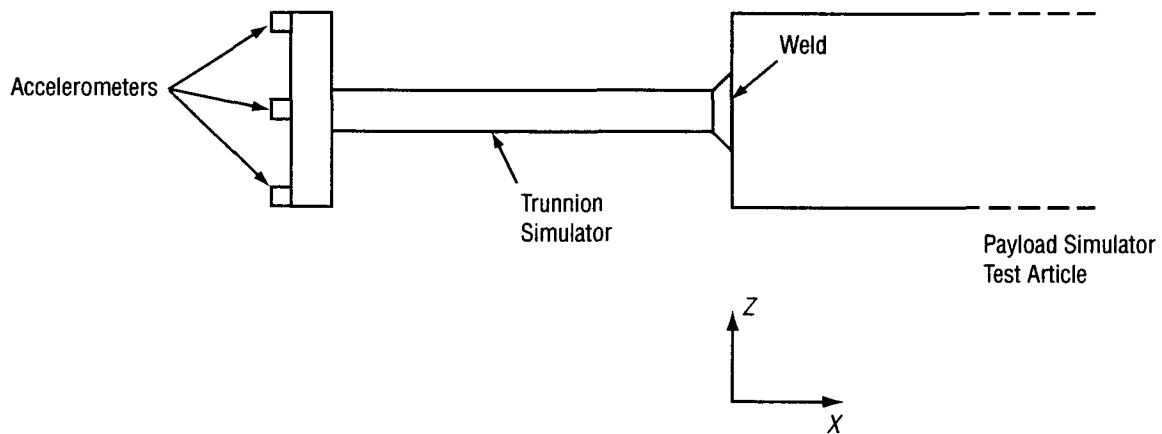 Weld
Accelerometers
Trunnion
Simulator
Payload Simulator
Test Article
Z
X